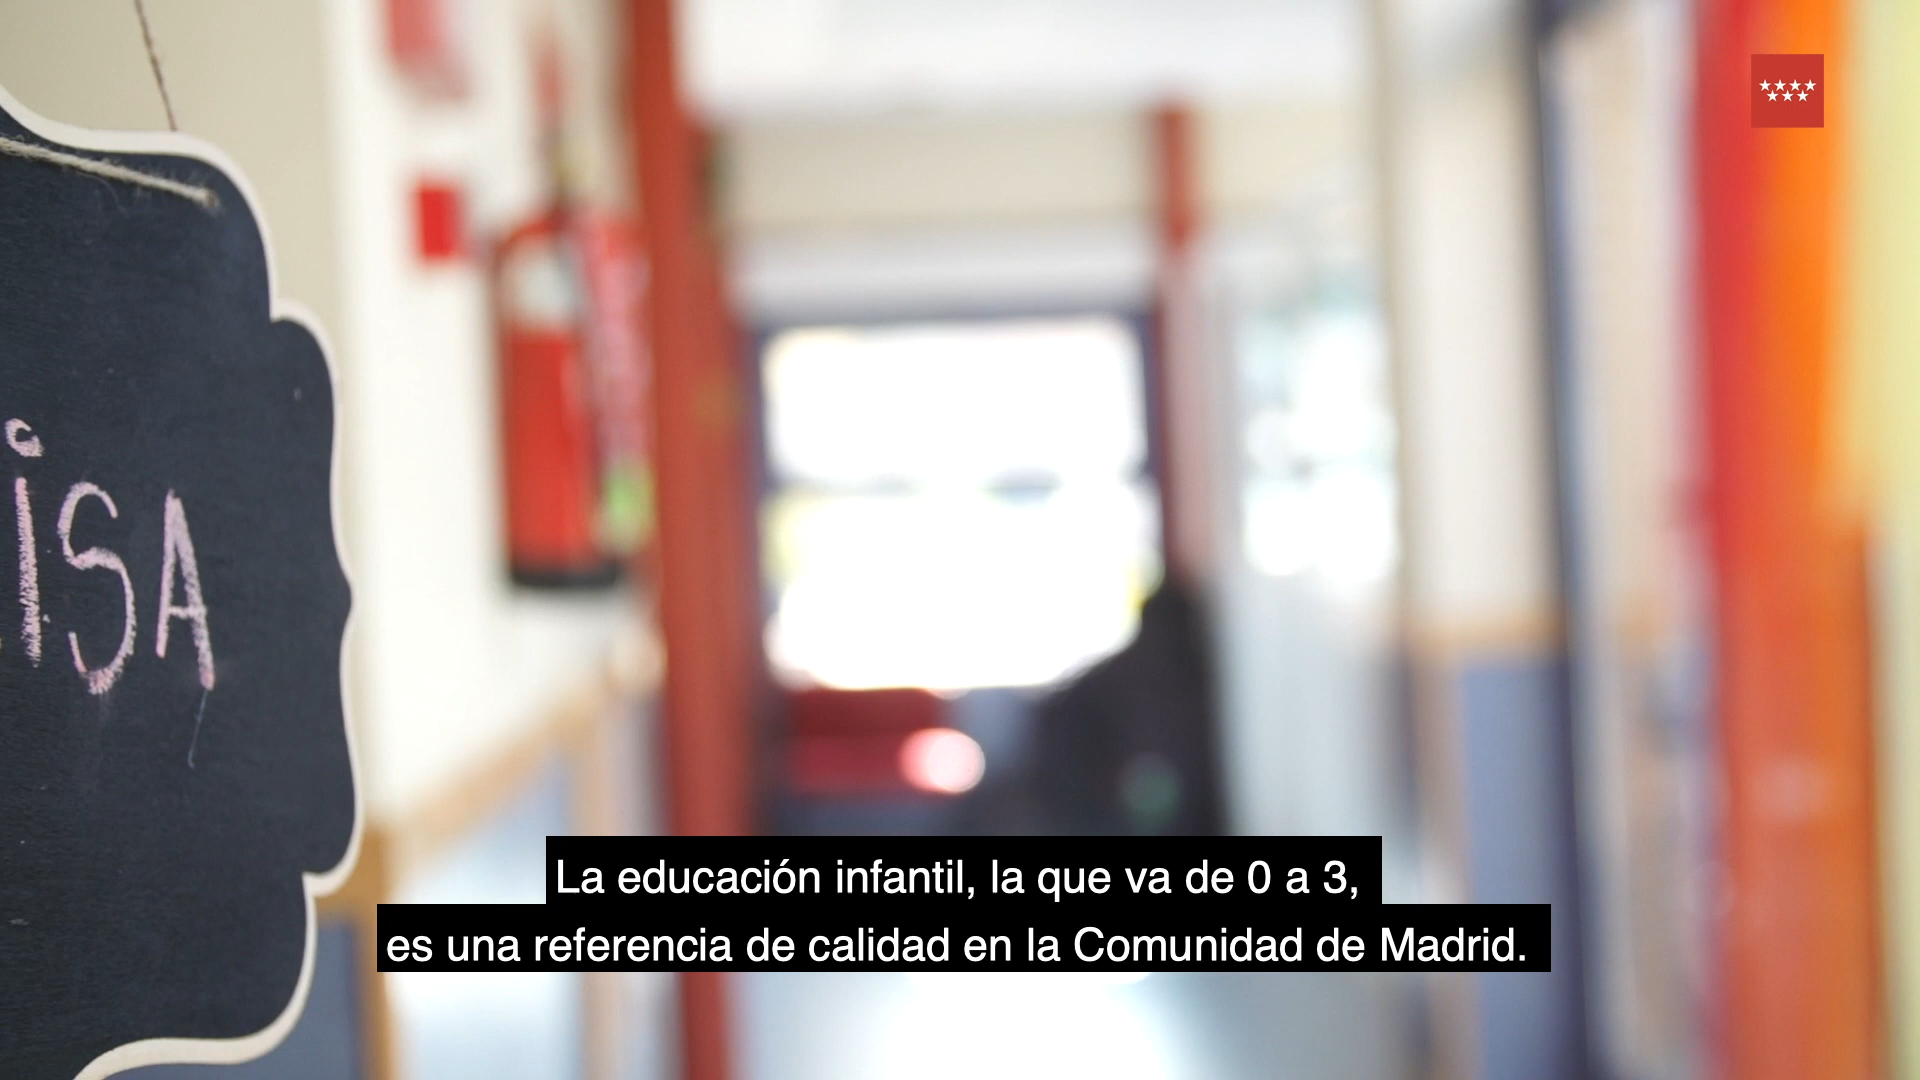 iSA
La educación infantil, la que va de 0 a 3,
es una referencia de calidad en la Comunidad de Madrid.